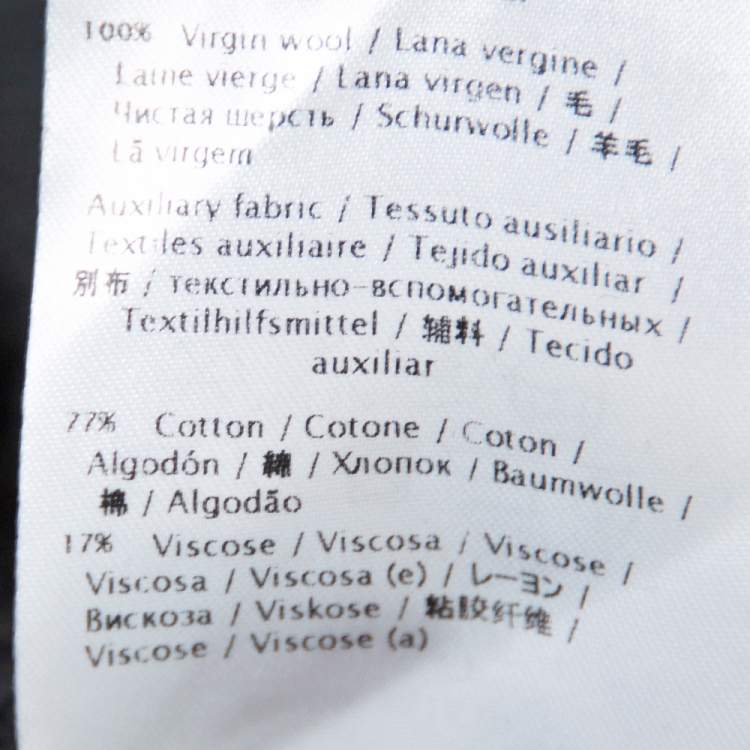 100% Virgin wool / Lana vergine /
Laine vierge / Lana virgen / 毛 /
Чистая шерсть / Schurwolle / 羊毛 /
Lã virgem
Auxiliary fabric / Tessuto ausiliario /
Textiles auxiliaire / Tejido auxiliar /
別布 / текстильно-вспомогательных /
Textilhilfsmittel / 辅料 / Tecido
auxiliar
77% Cotton / Cotone / Coton /
Algodón / 綿 / Хлопок / Baumwolle /
棉 / Algodão
17% Viscose / Viscosa / Viscose /
Viscosa / Viscosa (e) / レーヨン /
Вискоза / Viskose / 粘胶纤维 /
Viscose / Viscose (a)